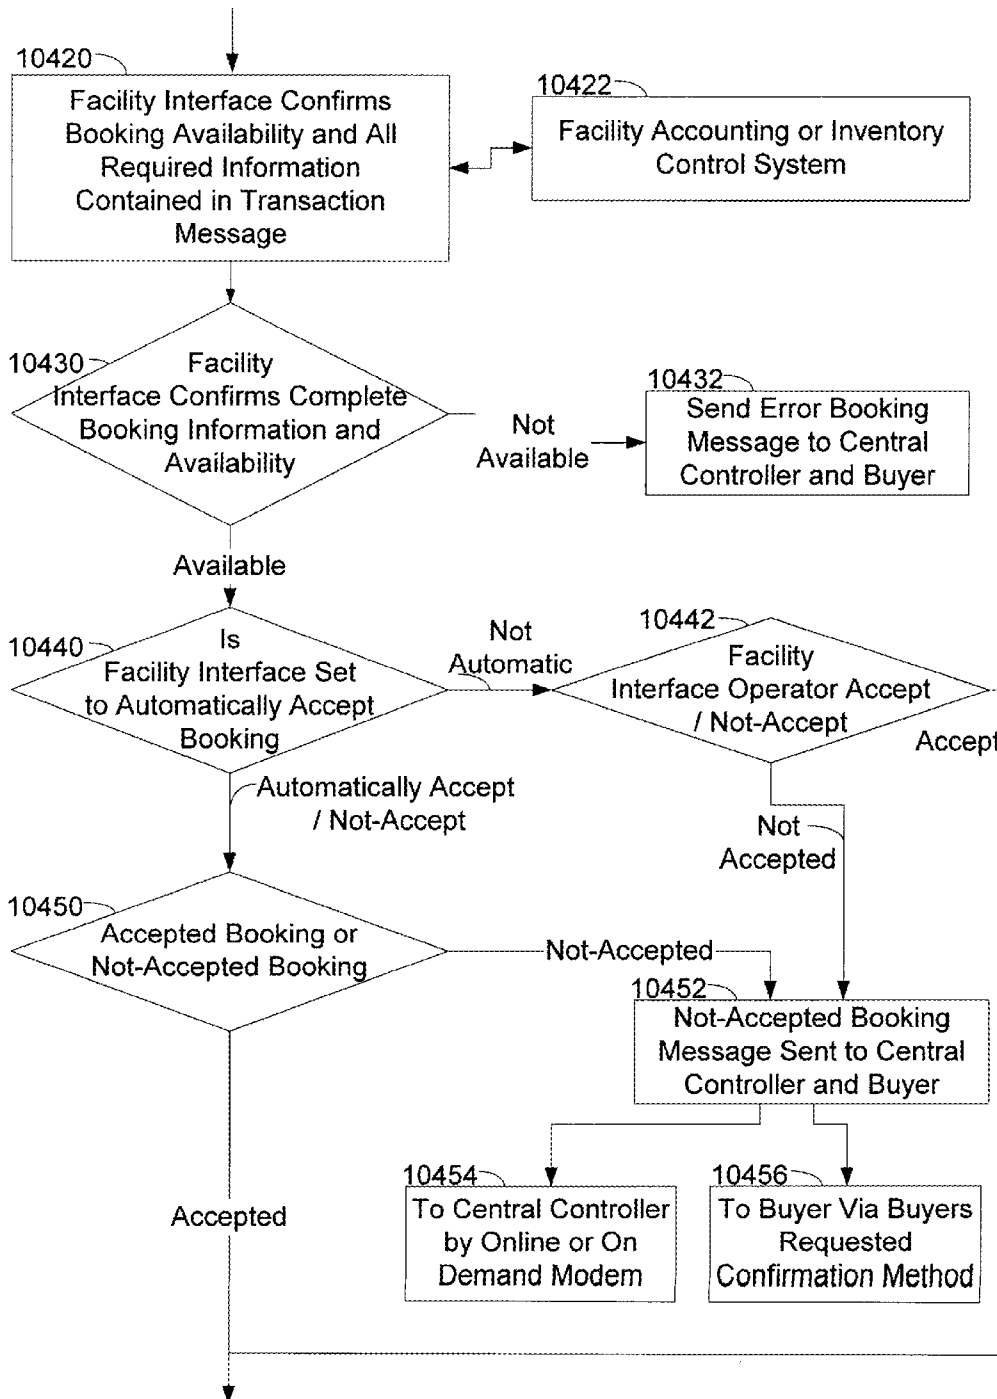 10420
Facility Interface Confirms
Booking Availability and All
Required Information
Contained in Transaction
Message
10422
Facility Accounting or Inventory
Control System
10430
Facility
Interface Confirms Complete
Booking Information and
Availability
Not
Available
10432
Send Error Booking
Message to Central
Controller and Buyer
Available
10440
Is
Facility Interface Set
to Automatically Accept
Booking
Not
Automatic
10442
Facility
Interface Operator Accept
/ Not-Accept
Accept
Automatically Accept
/ Not-Accept
Not
Accepted
10450
Accepted Booking or
Not-Accepted Booking
Not-Accepted
10452
Not-Accepted Booking
Message Sent to Central
Controller and Buyer
10454
To Central Controller
by Online or On
Demand Modem
10456
To Buyer Via Buyers
Requested
Confirmation Method
Accepted